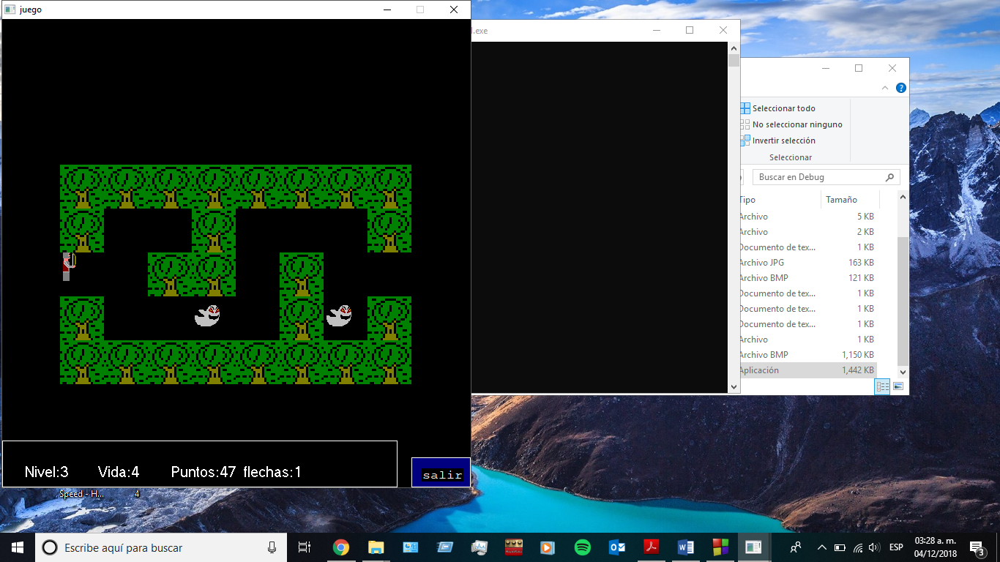 juego
.exe
Seleccionar todo
No seleccionar ninguno
Invertir selección
Seleccionar
Buscar en Debug
Tipo Tamaño
Archivo 5 KB
Archivo 2 KB
Documento de tex... 1 KB
Archivo JPG 163 KB
Archivo BMP 121 KB
Documento de tex... 1 KB
Documento de tex... 1 KB
Documento de tex... 1 KB
Archivo 1 KB
Archivo BMP 1,150 KB
Aplicación 1,442 KB
Nivel:3 Vida:4 Puntos:47 flechas:1
salir
Speed - H... 4
Escribe aquí para buscar
ESP
03:28 a. m.
04/12/2018
3